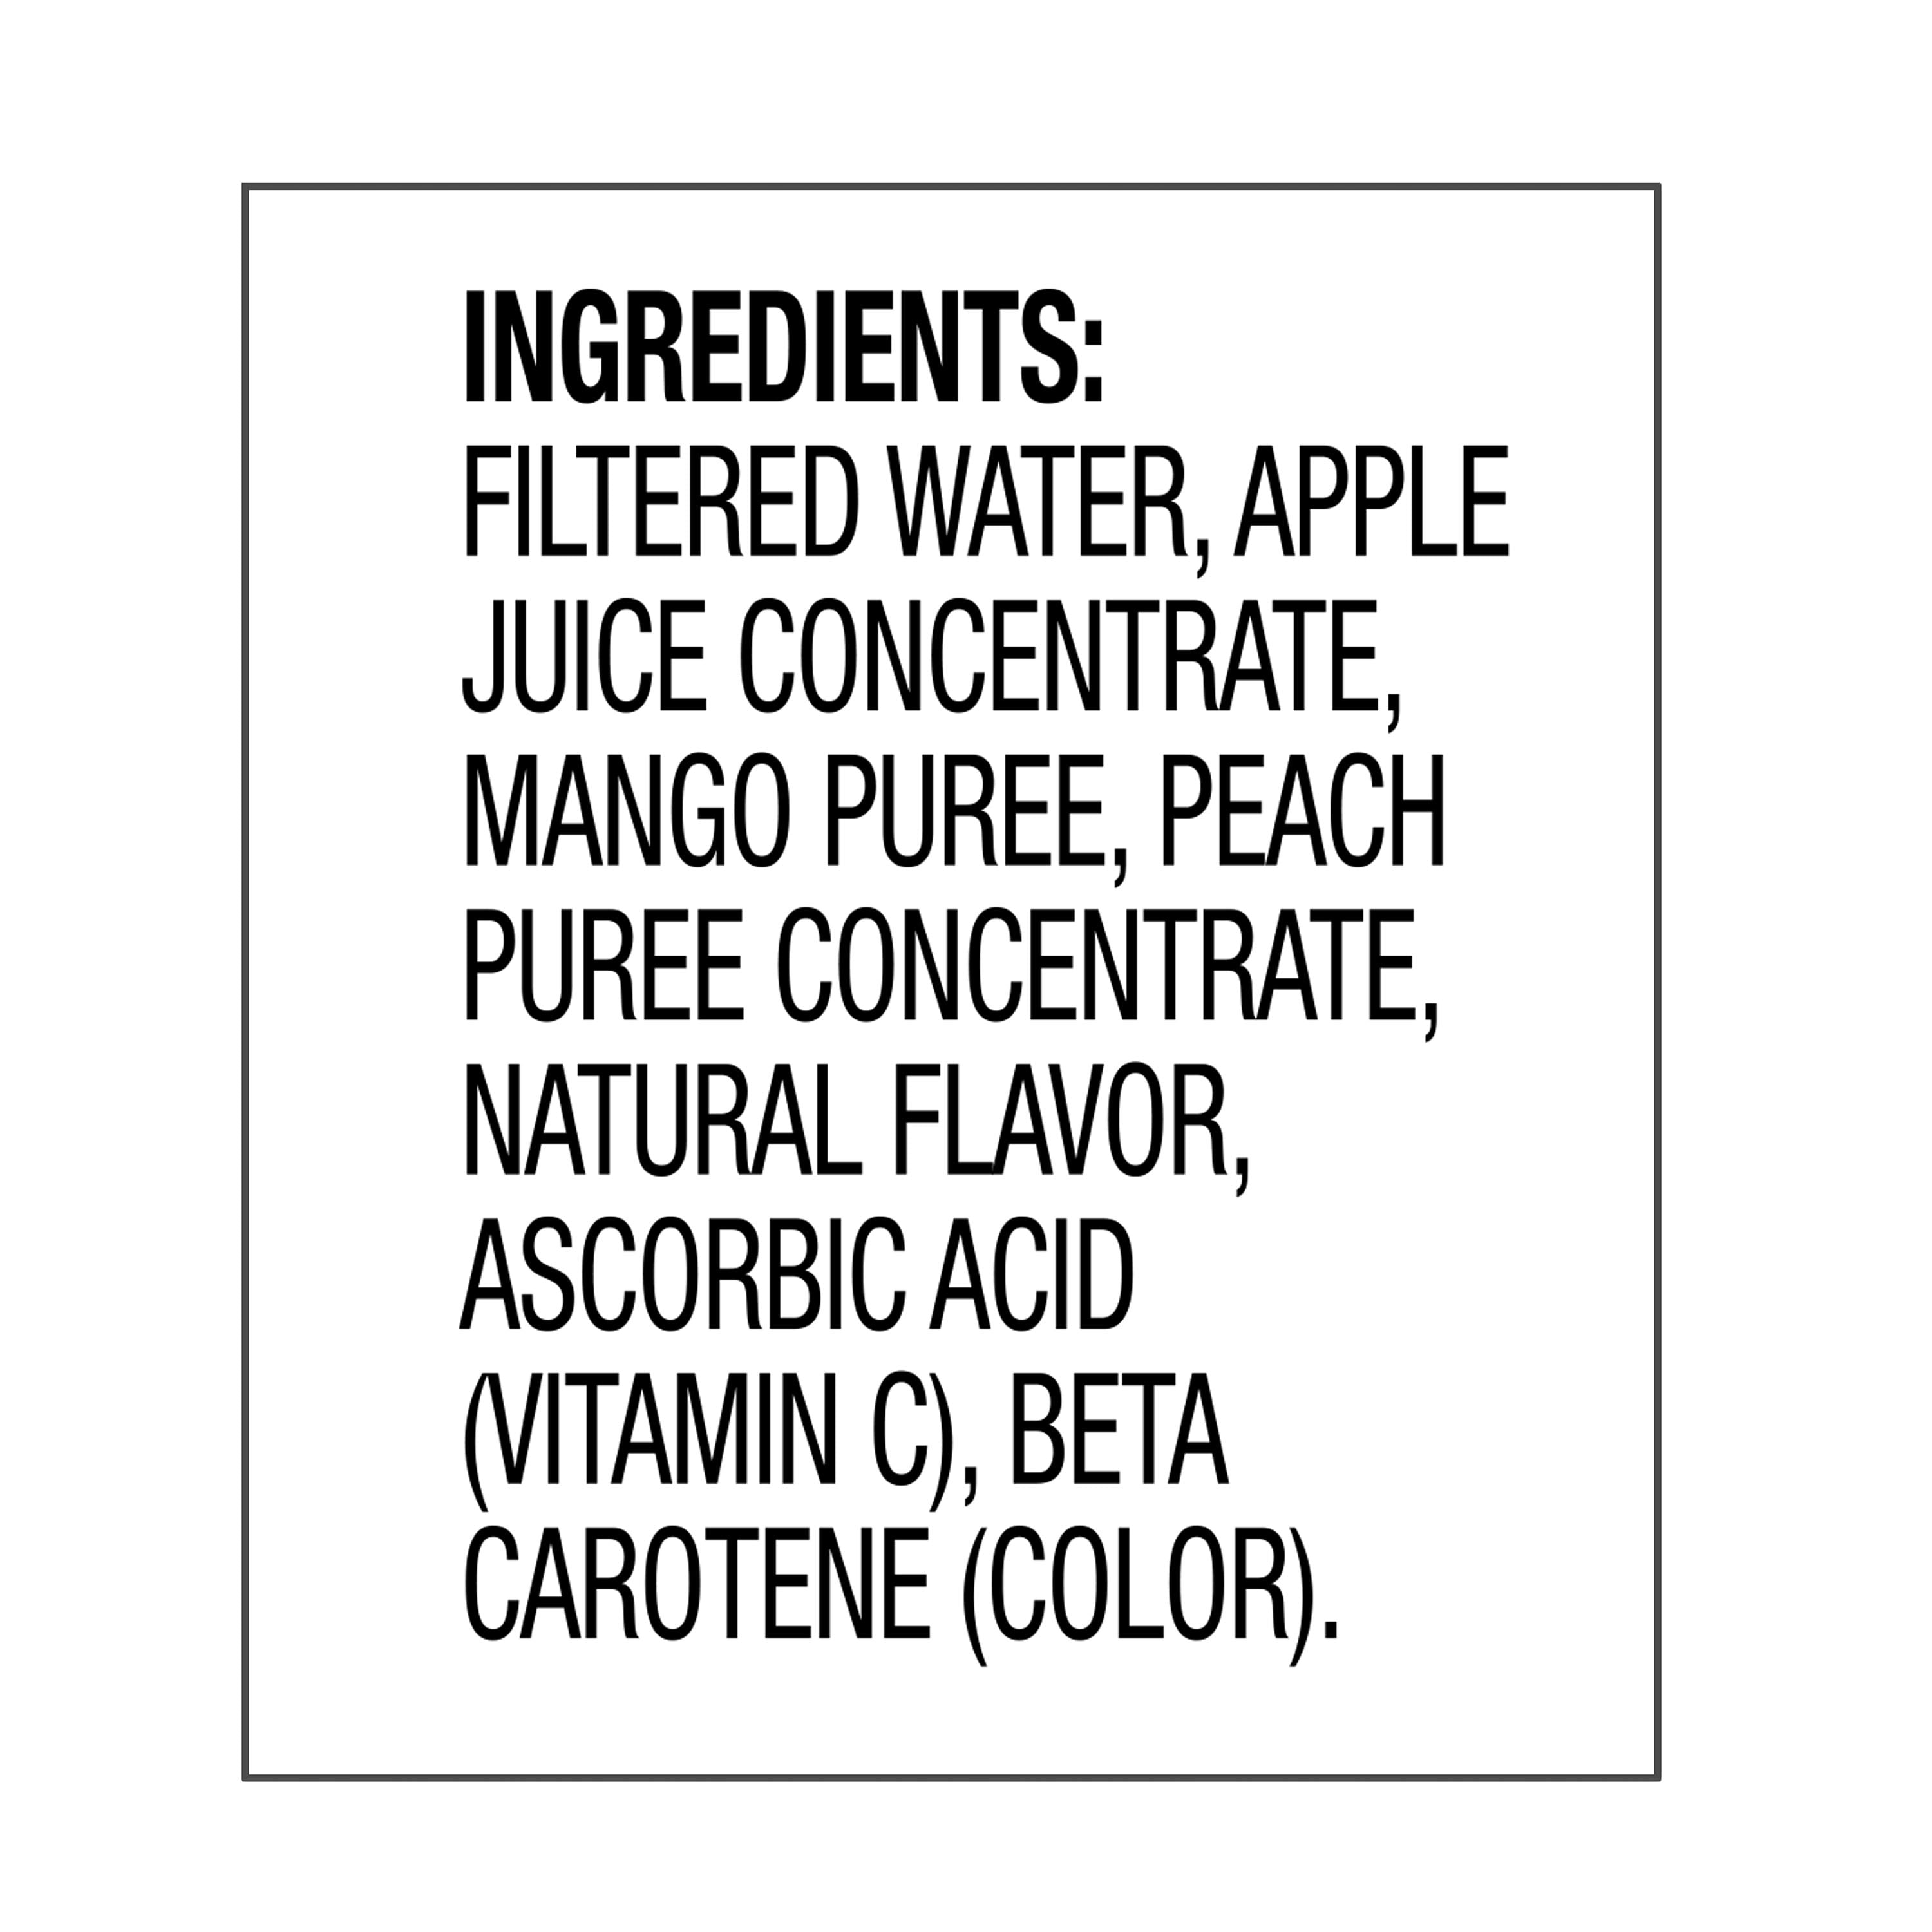 INGREDIENTS:
FILTERED WATER, APPLE
JUICE CONCENTRATE,
MANGO PUREE, PEACH
PUREE CONCENTRATE,
NATURAL FLAVOR,
ASCORBIC ACID
(VITAMIN C), BETA
CAROTENE (COLOR).